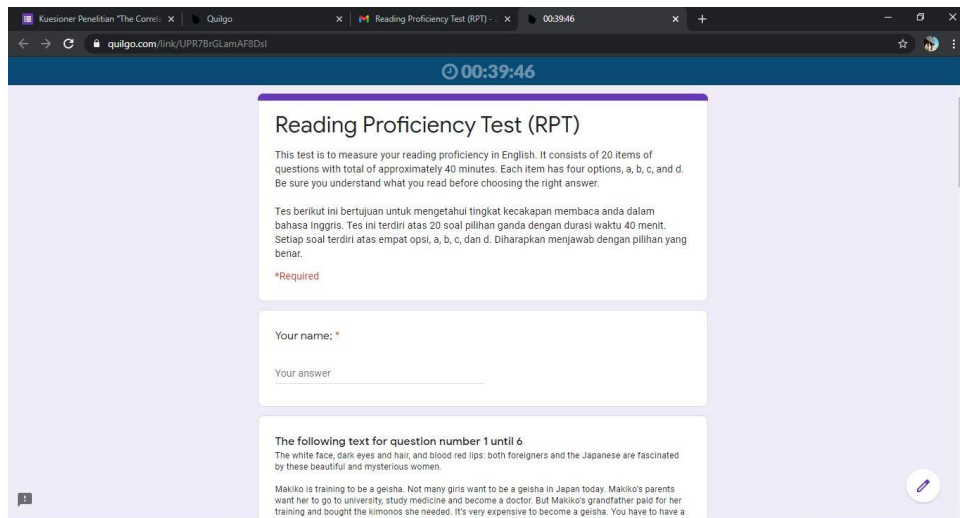 Kuesioner Penelitian "The Correla
Quilgo
Reading Proficiency Test (RPT) -
00:39:46
quilgo.com/link/UPR7BrGLamAF8DsI
00:39:46
Reading Proficiency Test (RPT)
This test is to measure your reading proficiency in English. It consists of 20 items of
questions with total of approximately 40 minutes. Each item has four options, a, b, c, and d.
Be sure you understand what you read before choosing the right answer.
Tes berikut ini bertujuan untuk mengetahui tingkat kecakapan membaca anda dalam
bahasa Inggris. Tes ini terdiri atas 20 soal pilihan ganda dengan durasi waktu 40 menit.
Setiap soal terdiri atas empat opsi, a, b, c, dan d. Diharapkan menjawab dengan pilihan yang
benar.
*Required
Your name; *
Your answer
The following text for question number 1 until 6
The white face, dark eyes and hair, and blood red lips: both foreigners and the Japanese are fascinated
by these beautiful and mysterious women.
Makiko is training to be a geisha. Not many girls want to be a geisha in Japan today. Makiko's parents
want her to go to university, study medicine and become a doctor. But Makiko's grandfather paid for her
training and bought the kimonos she needed. It's very expensive to become a geisha. You have to have a